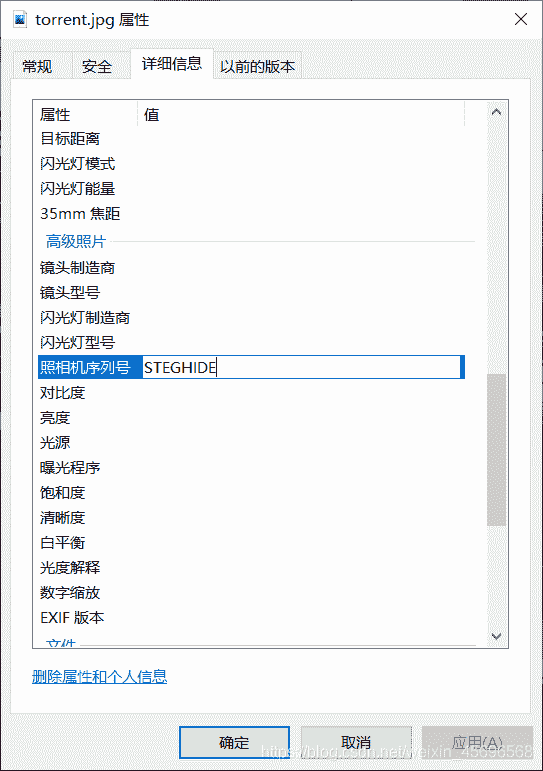 torrent.jpg 属性
常规 安全 详细信息 以前的版本
属性 值
目标距离
闪光灯模式
闪光灯能量
35mm 焦距
高级照片
镜头制造商
镜头型号
闪光灯制造商
闪光灯型号
照相机序列号 STEGHIDE
对比度
亮度
光源
曝光程序
饱和度
清晰度
白平衡
光度解释
数字缩放
EXIF 版本
文件
删除属性和个人信息
确定 取消 应用(A)
https://blog.csdn.net/weixin_45696568